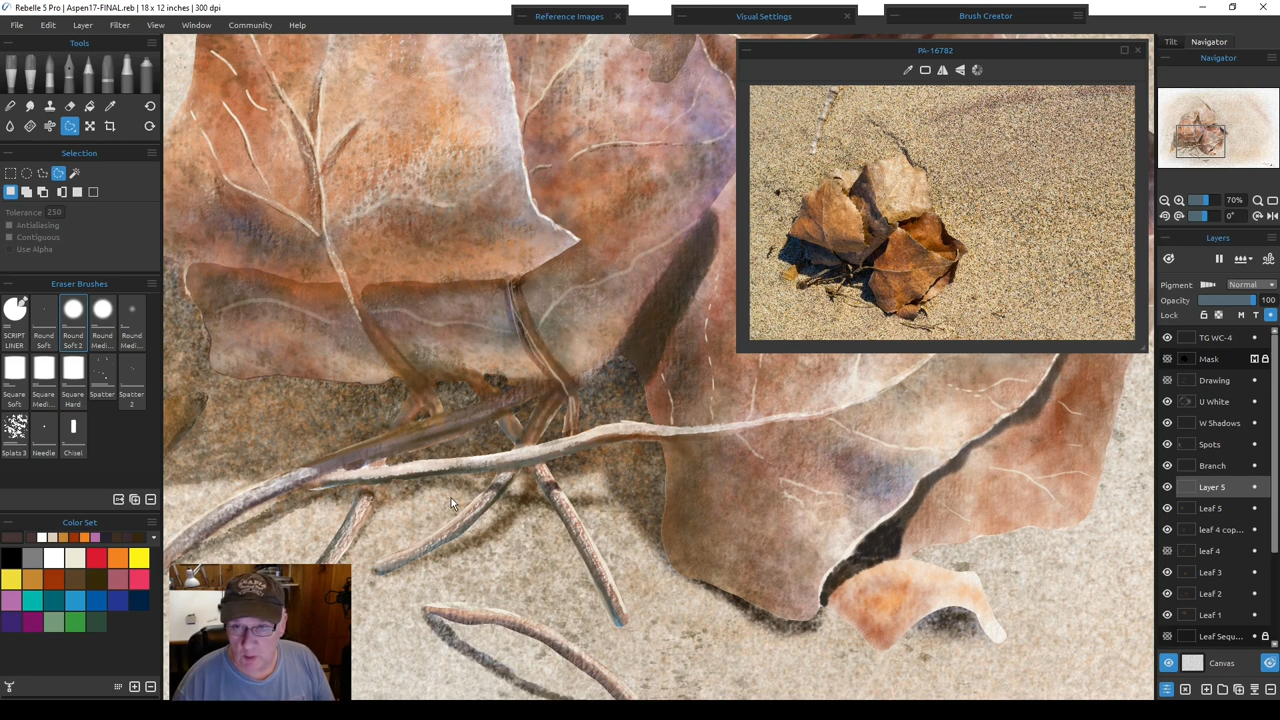 Rebelle 5 Pro | Aspen17-FINAL.reb | 18 x 12 inches | 300 dpi
Reference Images
Visual Settings
Brush Creator
File Edit Layer Filter View Window Community Help
Tools
Selection
Tolerance 250
Antialiasing
Contiguous
Use Alpha
Eraser Brushes
SCRIPT LINER
Round Soft
Round Soft 2
Round Medi...
Round Medi...
Square Soft
Square Medi...
Square Hard
Spatter
Spatter 2
Splats 3
Needle
Chisel
Color Set
PA-16782
Tilt Navigator
Navigator
70%
0°
Layers
Pigment: Normal
Opacity 100
Lock M T
TG WC-4
Mask
Drawing
U White
W Shadows
Spots
Branch
Layer 5
Leaf 5
leaf 4 cop...
leaf 4
Leaf 3
Leaf 2
Leaf 1
Leaf Sequ...
Canvas